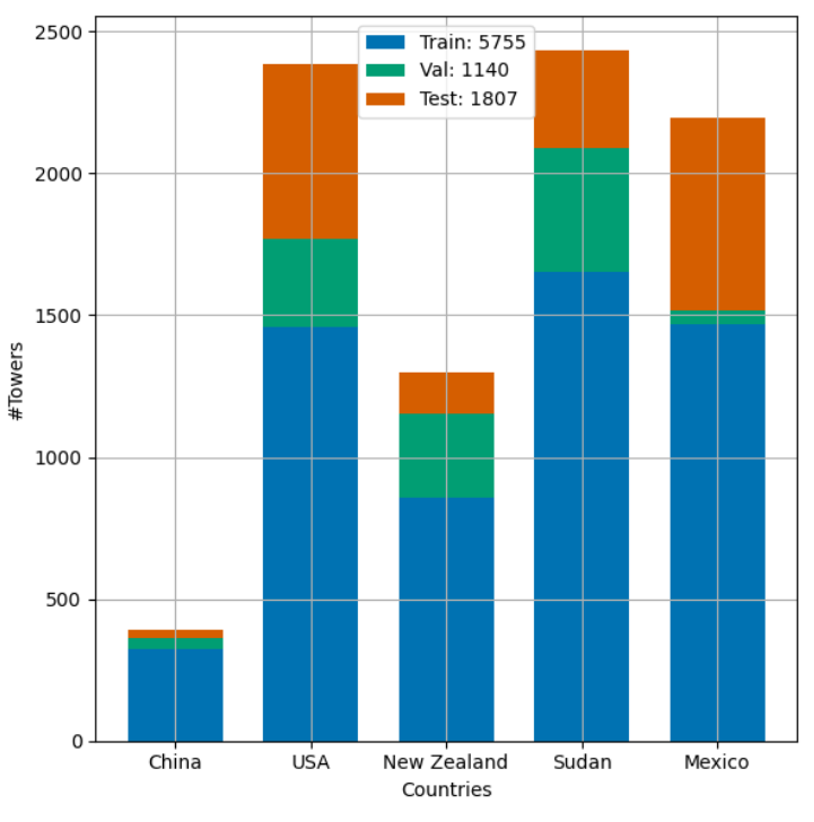 2500
2000
1500
1000
500
0
#Towers
Train: 5755
Val: 1140
Test: 1807
China USA New Zealand Sudan Mexico
Countries